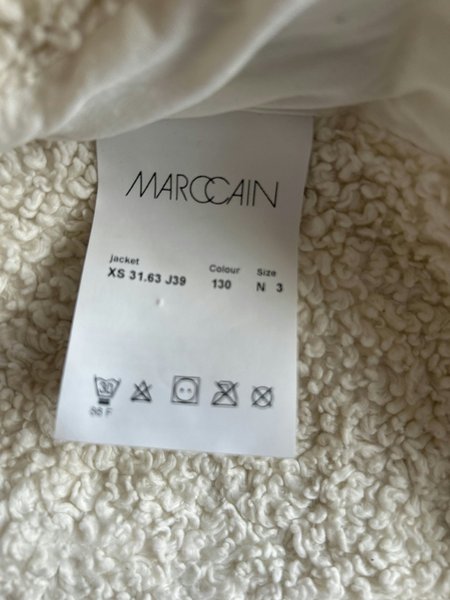 MARCCAIN
jacket Colour Size
XS 31.63 J39 130 N 3
30
86 F